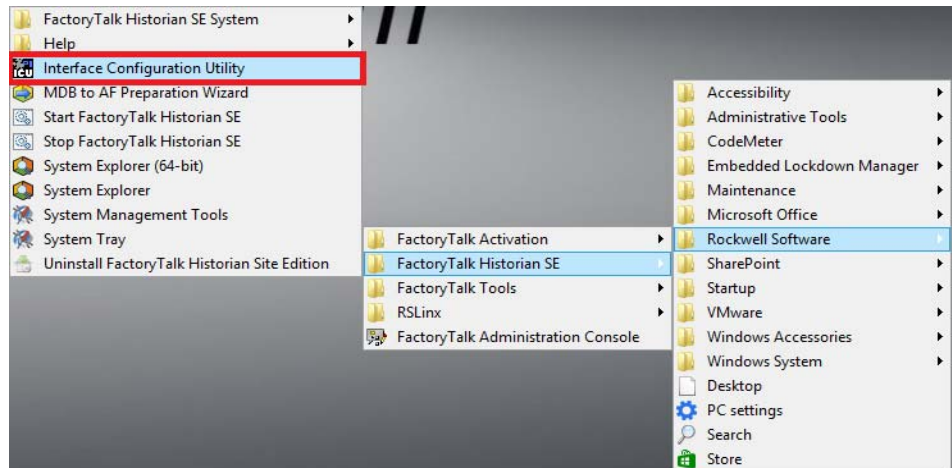 FactoryTalk Historian SE System
Help
Interface Configuration Utility
MDB to AF Preparation Wizard
Start FactoryTalk Historian SE
Stop FactoryTalk Historian SE
System Explorer (64-bit)
System Explorer
System Management Tools
System Tray
Uninstall FactoryTalk Historian Site Edition
FactoryTalk Activation
FactoryTalk Historian SE
FactoryTalk Tools
RSLinx
FactoryTalk Administration Console
Accessibility
Administrative Tools
CodeMeter
Embedded Lockdown Manager
Maintenance
Microsoft Office
Rockwell Software
SharePoint
Startup
VMware
Windows Accessories
Windows System
Desktop
PC settings
Search
Store